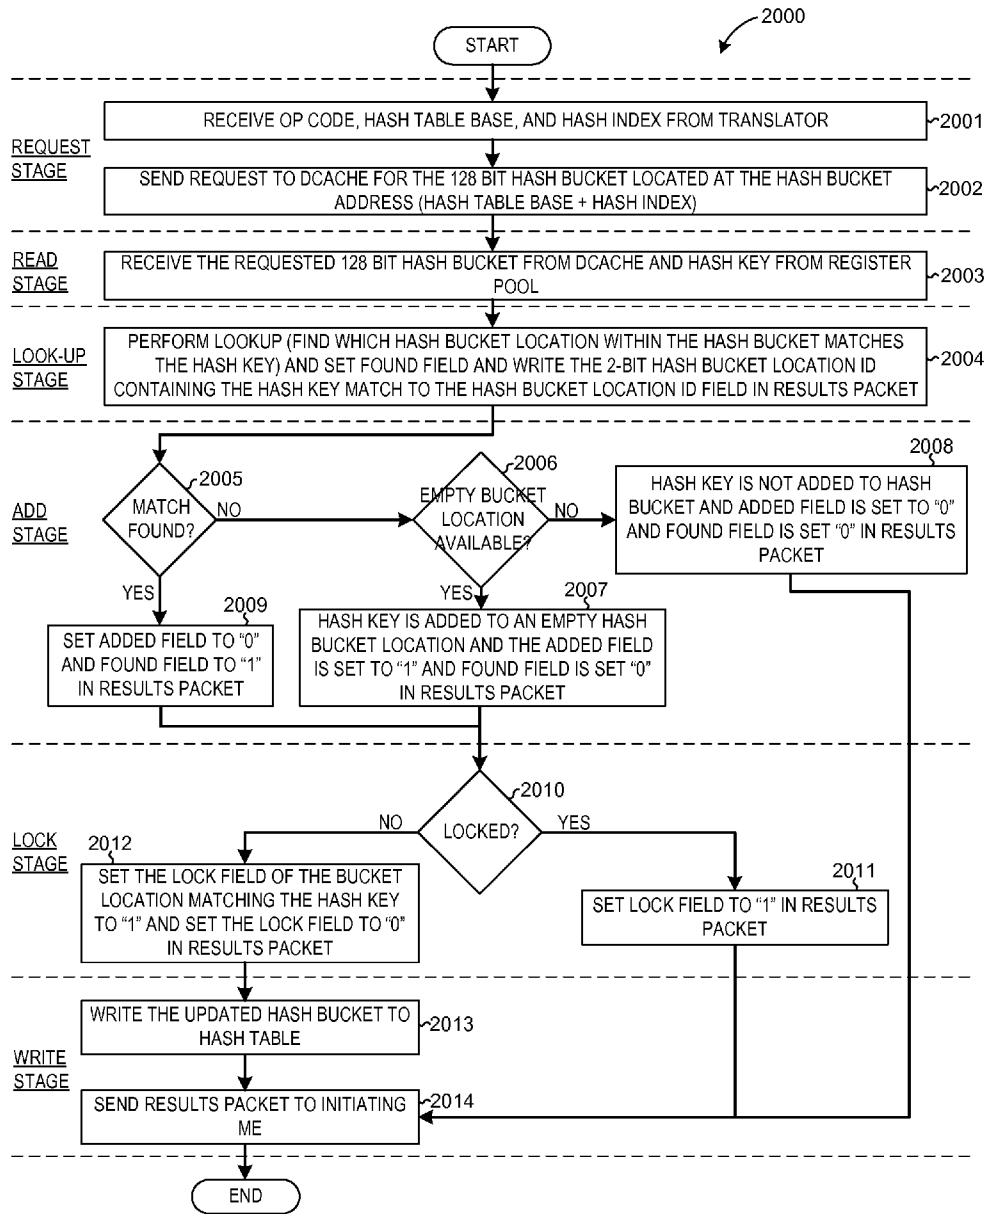 2000
START
REQUEST
STAGE
RECEIVE OP CODE, HASH TABLE BASE, AND HASH INDEX FROM TRANSLATOR
2001
SEND REQUEST TO DCACHE FOR THE 128 BIT HASH BUCKET LOCATED AT THE HASH BUCKET
ADDRESS (HASH TABLE BASE + HASH INDEX)
2002
READ
STAGE
RECEIVE THE REQUESTED 128 BIT HASH BUCKET FROM DCACHE AND HASH KEY FROM REGISTER
POOL
2003
LOOK-UP
STAGE
PERFORM LOOKUP (FIND WHICH HASH BUCKET LOCATION WITHIN THE HASH BUCKET MATCHES
THE HASH KEY) AND SET FOUND FIELD AND WRITE THE 2-BIT HASH BUCKET LOCATION ID
CONTAINING THE HASH KEY MATCH TO THE HASH BUCKET LOCATION ID FIELD IN RESULTS PACKET
2004
ADD
STAGE
2005
MATCH
FOUND?
NO
YES
2006
EMPTY BUCKET
LOCATION
AVAILABLE?
NO
YES
2008
HASH KEY IS NOT ADDED TO HASH
BUCKET AND ADDED FIELD IS SET TO “0”
AND FOUND FIELD IS SET “0” IN RESULTS
PACKET
2009
SET ADDED FIELD TO “0”
AND FOUND FIELD TO “1”
IN RESULTS PACKET
2007
HASH KEY IS ADDED TO AN EMPTY HASH
BUCKET LOCATION AND THE ADDED FIELD
IS SET TO “1” AND FOUND FIELD IS SET “0”
IN RESULTS PACKET
LOCK
STAGE
2010
LOCKED?
NO
YES
2012
SET THE LOCK FIELD OF THE BUCKET
LOCATION MATCHING THE HASH KEY
TO “1” AND SET THE LOCK FIELD TO “0”
IN RESULTS PACKET
2011
SET LOCK FIELD TO “1” IN RESULTS
PACKET
WRITE
STAGE
WRITE THE UPDATED HASH BUCKET TO
HASH TABLE
2013
SEND RESULTS PACKET TO INITIATING
ME
2014
END